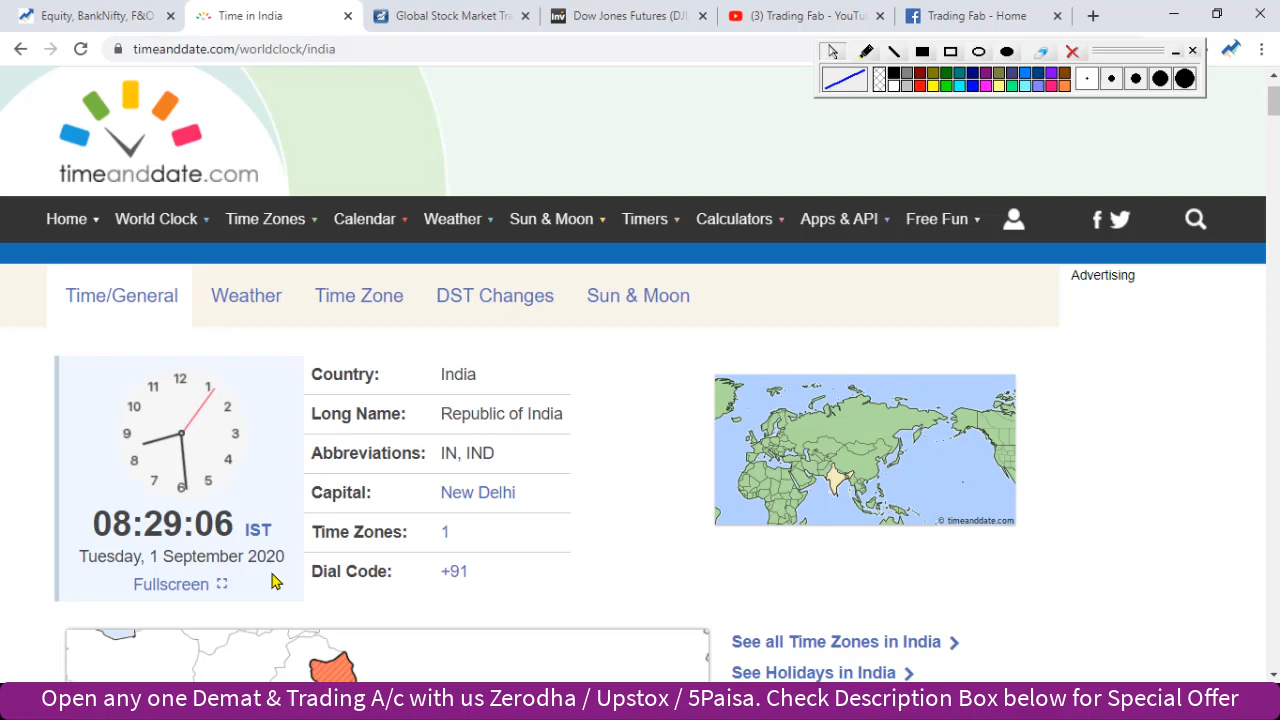 Equity, BankNifty, F&O
Time in India
Global Stock Market Tra
Dow Jones Futures (DJI
(3) Trading Fab - YouTu
Trading Fab - Home
timeanddate.com/worldclock/india
timeanddate.com
Home
World Clock
Time Zones
Calendar
Weather
Sun & Moon
Timers
Calculators
Apps & API
Free Fun
Time/General
Weather
Time Zone
DST Changes
Sun & Moon
Advertising
12
1
2
3
4
5
6
7
8
9
10
11
08:29:06 IST
Tuesday, 1 September 2020
Fullscreen
Country: India
Long Name: Republic of India
Abbreviations: IN, IND
Capital: New Delhi
Time Zones: 1
Dial Code: +91
© timeanddate.com
See all Time Zones in India
See Holidays in India
Open any one Demat & Trading A/c with us Zerodha / Upstox / 5Paisa. Check Description Box below for Special Offer